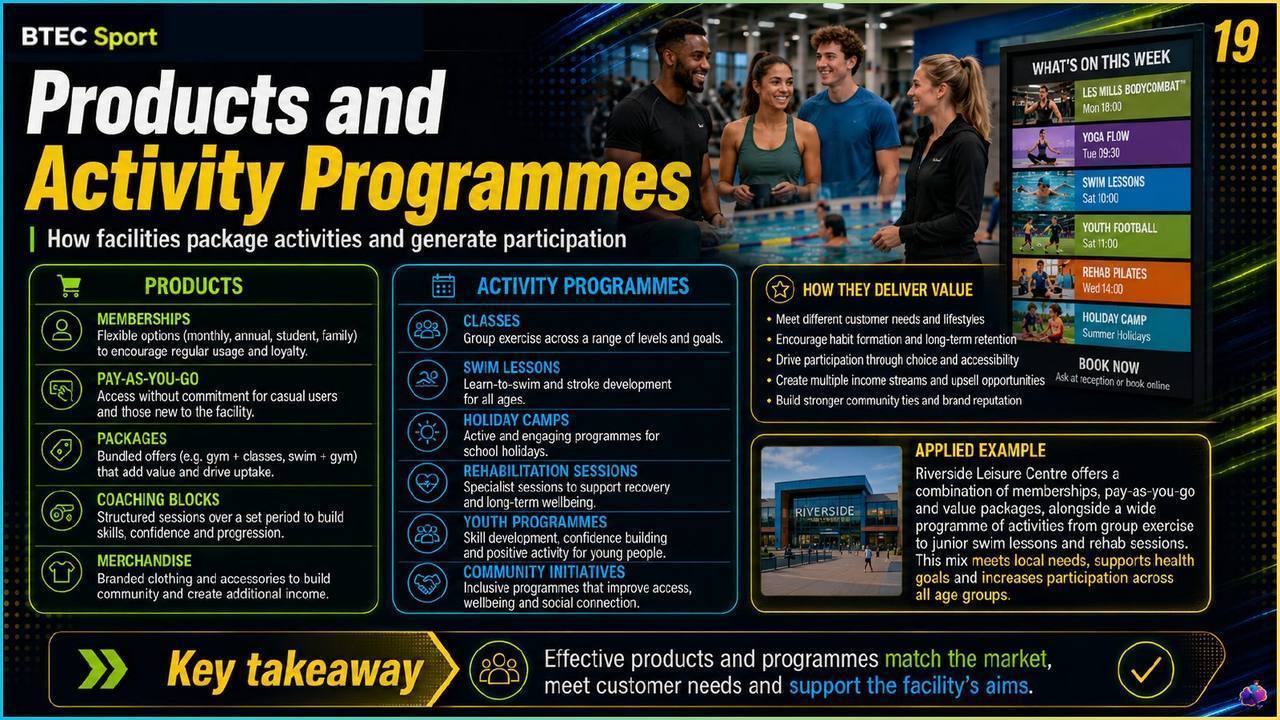 BTEC Sport
19
Products and
Activity Programmes
How facilities package activities and generate participation
WHAT'S ON THIS WEEK
LES MILLS BODYCOMBAT™
Mon 18:00
YOGA FLOW
Tue 09:30
SWIM LESSONS
Sat 10:00
YOUTH FOOTBALL
Sat 11:00
REHAB PILATES
Wed 14:00
HOLIDAY CAMP
Summer Holidays
BOOK NOW
Ask at reception or book online
PRODUCTS
MEMBERSHIPS
Flexible options (monthly, annual, student, family)
to encourage regular usage and loyalty.
PAY-AS-YOU-GO
Access without commitment for casual users
and those new to the facility.
PACKAGES
Bundled offers (e.g. gym + classes, swim + gym)
that add value and drive uptake.
COACHING BLOCKS
Structured sessions over a set period to build
skills, confidence and progression.
MERCHANDISE
Branded clothing and accessories to build
community and create additional income.
ACTIVITY PROGRAMMES
CLASSES
Group exercise across a range of levels and goals.
SWIM LESSONS
Learn-to-swim and stroke development
for all ages.
HOLIDAY CAMPS
Active and engaging programmes for
school holidays.
REHABILITATION SESSIONS
Specialist sessions to support recovery
and long-term wellbeing.
YOUTH PROGRAMMES
Skill development, confidence building
and positive activity for young people.
COMMUNITY INITIATIVES
Inclusive programmes that improve access,
wellbeing and social connection.
HOW THEY DELIVER VALUE
• Meet different customer needs and lifestyles
• Encourage habit formation and long-term retention
• Drive participation through choice and accessibility
• Create multiple income streams and upsell opportunities
• Build stronger community ties and brand reputation
RIVERSIDE
APPLIED EXAMPLE
Riverside Leisure Centre offers a
combination of memberships, pay-as-you-go
and value packages, alongside a wide
programme of activities from group exercise
to junior swim lessons and rehab sessions.
This mix meets local needs, supports health
goals and increases participation across
all age groups.
Key takeaway
Effective products and programmes match the market,
meet customer needs and support the facility's aims.